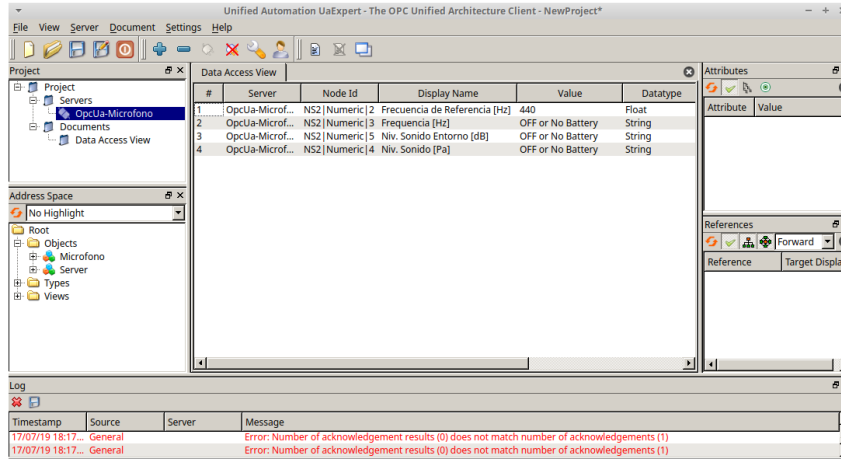 Unified Automation UaExpert - The OPC Unified Architecture Client - NewProject*
File View Server Document Settings Help
Project
Project
Servers
OpcUa-Microfono
Documents
Data Access View
Address Space
No Highlight
Root
Objects
Microfono
Server
Types
Views
Data Access View
# Server Node Id Display Name Value Datatype
1 OpcUa-Microf... NS2|Numeric|2 Frecuencia de Referencia [Hz] 440 Float
2 OpcUa-Microf... NS2|Numeric|3 Frequencia [Hz] OFF or No Battery String
3 OpcUa-Microf... NS2|Numeric|5 Niv. Sonido Entorno [dB] OFF or No Battery String
4 OpcUa-Microf... NS2|Numeric|4 Niv. Sonido [Pa] OFF or No Battery String
Attributes
Attribute Value
References
Forward
Reference Target Displa
Log
Timestamp Source Server Message
17/07/19 18:17... General Error: Number of acknowledgement results (0) does not match number of acknowledgements (1)
17/07/19 18:17... General Error: Number of acknowledgement results (0) does not match number of acknowledgements (1)